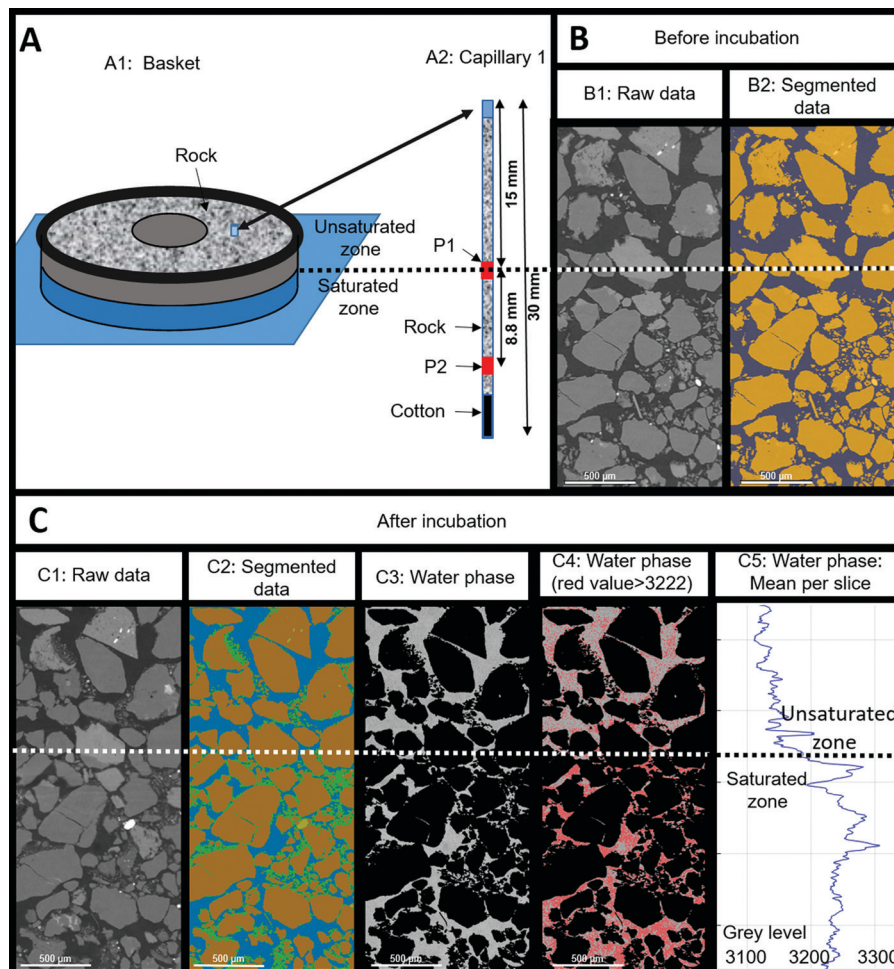 A
A1: Basket
A2: Capillary 1
Rock
Unsaturated
zone
Saturated
zone
P1
Rock
P2
Cotton
15 mm
8.8 mm
30 mm
B
Before incubation
B1: Raw data
B2: Segmented
data
500 µm
500 µm
C
After incubation
C1: Raw data
C2: Segmented
data
C3: Water phase
C4: Water phase
(red value>3222)
C5: Water phase:
Mean per slice
Unsaturated
zone
Saturated
zone
Grey level
3100
3200
3300
500 µm
500 µm
500 µm
500 µm